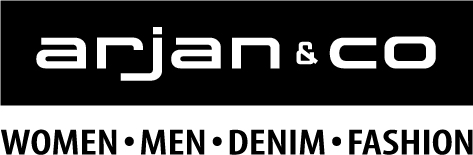 arjan & co
WOMEN • MEN • DENIM • FASHION